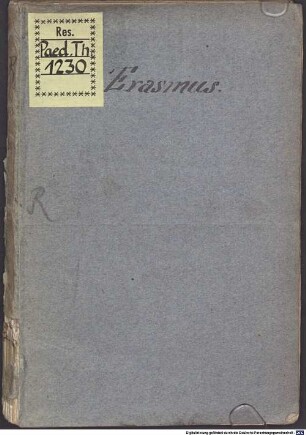 Res.
Paed. Th
1230
Erasmus.
R